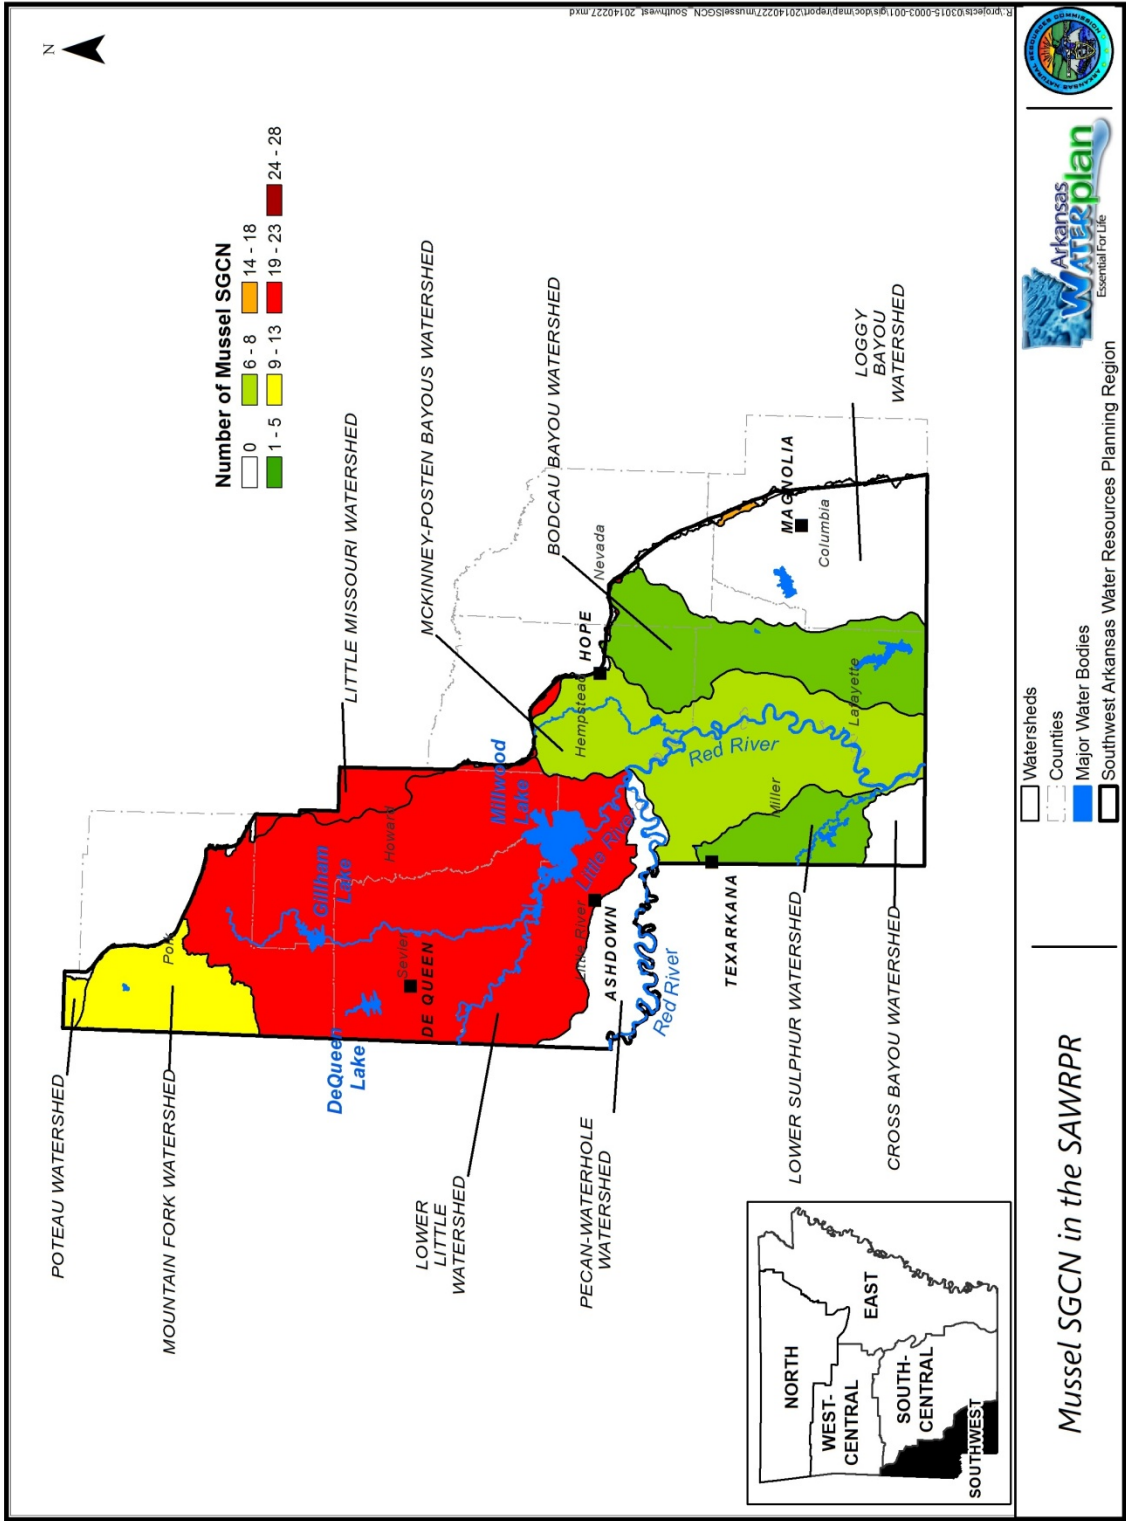 N
Number of Mussel SGCN
0
6 - 8
14 - 18
1 - 5
9 - 13
19 - 23
24 - 28
POTEAU WATERSHED
MOUNTAIN FORK WATERSHED
LITTLE MISSOURI WATERSHED
MCKINNEY-POSTEN BAYOUS WATERSHED
BODCAU BAYOU WATERSHED
LOGGY
BAYOU
WATERSHED
LOWER
LITTLE
WATERSHED
PECAN-WATERHOLE
WATERSHED
LOWER SULPHUR WATERSHED
CROSS BAYOU WATERSHED
Polk
Gillham
Lake
Howard
DeQueen
Lake
Sevier
DE QUEEN
Millwood
Lake
Little River
Little River
ASHDOWN
Red River
HOPE
Hempstead
Nevada
Red River
TEXARKANA
Miller
Lafayette
MAGNOLIA
Columbia
NORTH
WEST-
CENTRAL
EAST
SOUTH-
CENTRAL
SOUTHWEST
Mussel SGCN in the SAWRPR
Watersheds
Counties
Major Water Bodies
Southwest Arkansas Water Resources Planning Region
Arkansas
WATERplan
Essential For Life
ARKANSAS NATURAL RESOURCES COMMISSION
R:\projects\03015-0003-001\gis\doc\map\report\20140227\musselSGCN_Southwest_20140227.mxd